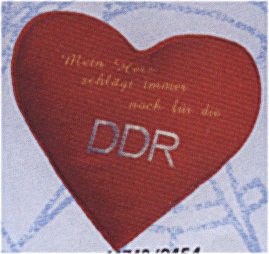 Mein Herz
schlägt immer
noch für die
DDR